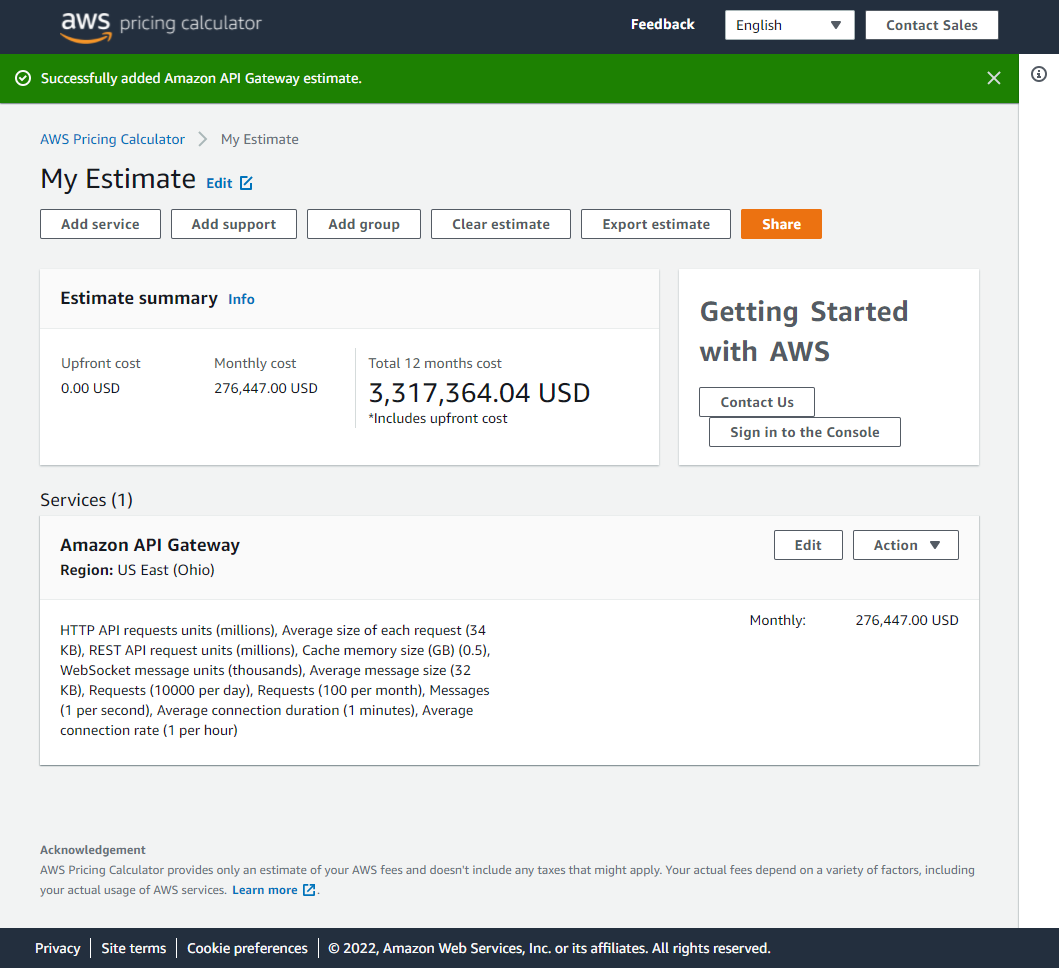 aws pricing calculator
Feedback
English
Contact Sales
Successfully added Amazon API Gateway estimate.
AWS Pricing Calculator
My Estimate
My Estimate
Edit
Add service
Add support
Add group
Clear estimate
Export estimate
Share
Estimate summary
Info
Upfront cost
0.00 USD
Monthly cost
276,447.00 USD
Total 12 months cost
3,317,364.04 USD
*Includes upfront cost
Getting Started
with AWS
Contact Us
Sign in to the Console
Services (1)
Amazon API Gateway
Region: US East (Ohio)
Edit
Action
HTTP API requests units (millions), Average size of each request (34
KB), REST API request units (millions), Cache memory size (GB) (0.5),
WebSocket message units (thousands), Average message size (32
KB), Requests (10000 per day), Requests (100 per month), Messages
(1 per second), Average connection duration (1 minutes), Average
connection rate (1 per hour)
Monthly:
276,447.00 USD
Acknowledgement
AWS Pricing Calculator provides only an estimate of your AWS fees and doesn't include any taxes that might apply. Your actual fees depend on a variety of factors, including
your actual usage of AWS services. Learn more .
Privacy
Site terms
Cookie preferences
© 2022, Amazon Web Services, Inc. or its affiliates. All rights reserved.